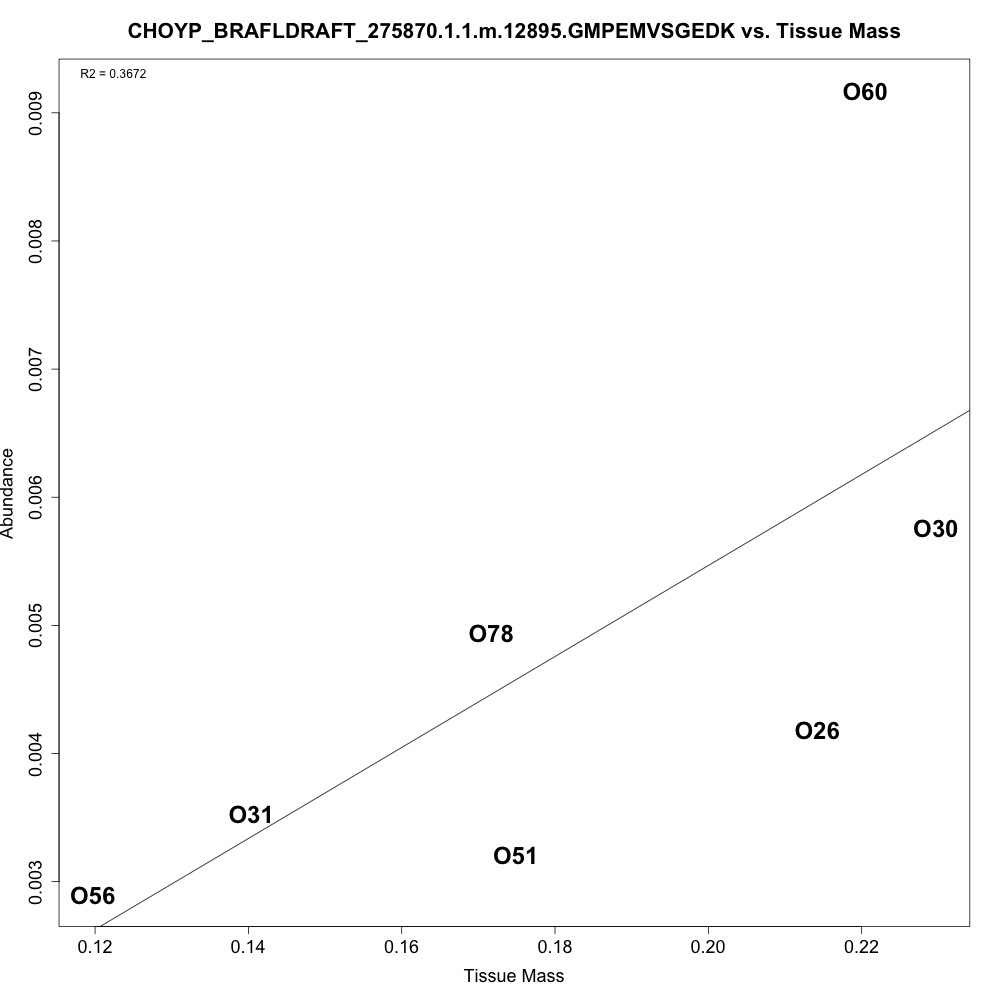 CHOYP_BRAFLDRAFT_275870.1.1.m.12895.GMPEMVSGEDK vs. Tissue Mass
R2 = 0.3672
O60
0.009
0.008
0.007
Abundance
0.006
O30
0.005
O78
0.004
O26
O31
0.003
O51
O56
0.12 0.14 0.16 0.18 0.20 0.22
Tissue Mass